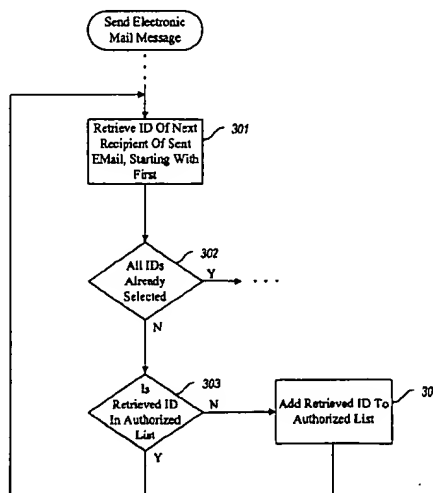 Send Electronic
Mail Message
301
Retrieve ID Of Next
Recipient Of Sent
EMail, Starting With
First
302
All IDs
Already
Selected
Y
N
303
Is
Retrieved ID
In Authorized
List
N
Y
30
Add Retrieved ID To
Authorized List